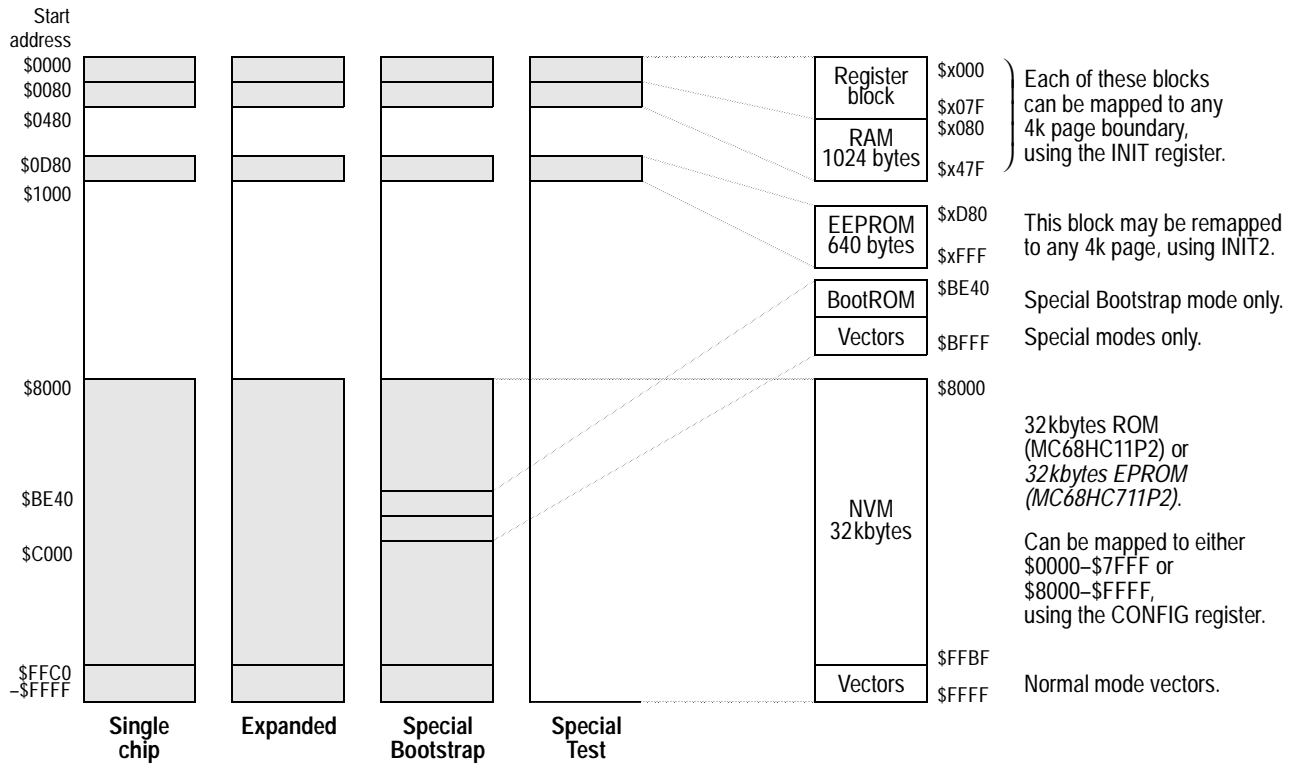 Start
address
$0000
$0080
$0480
$0D80
$1000
$8000
$BE40
$C000
$FFC0
–$FFFF
Single
chip
Expanded
Special
Bootstrap
Special
Test
Register
block
$x000
$x07F
RAM
1024 bytes
$x080
$x47F
Each of these blocks
can be mapped to any
4k page boundary,
using the INIT register.
EEPROM
640 bytes
$xD80
$xFFF
This block may be remapped
to any 4k page, using INIT2.
BootROM
$BE40
Special Bootstrap mode only.
Vectors
$BFFF
Special modes only.
$8000
NVM
32kbytes
32kbytes ROM
(MC68HC11P2) or
32kbytes EPROM
(MC68HC711P2).
Can be mapped to either
$0000–$7FFF or
$8000–$FFFF,
using the CONFIG register.
$FFBF
Vectors
$FFFF
Normal mode vectors.